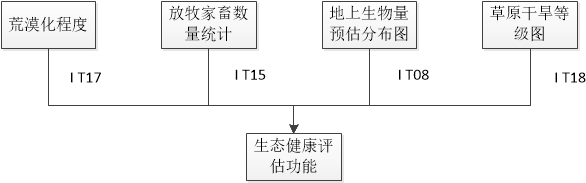 荒漠化程度
放牧家畜数
量统计
地上生物量
预估分布图
草原干旱等
级图
I T17
I T15
I T08
I T18
生态健康评
估功能